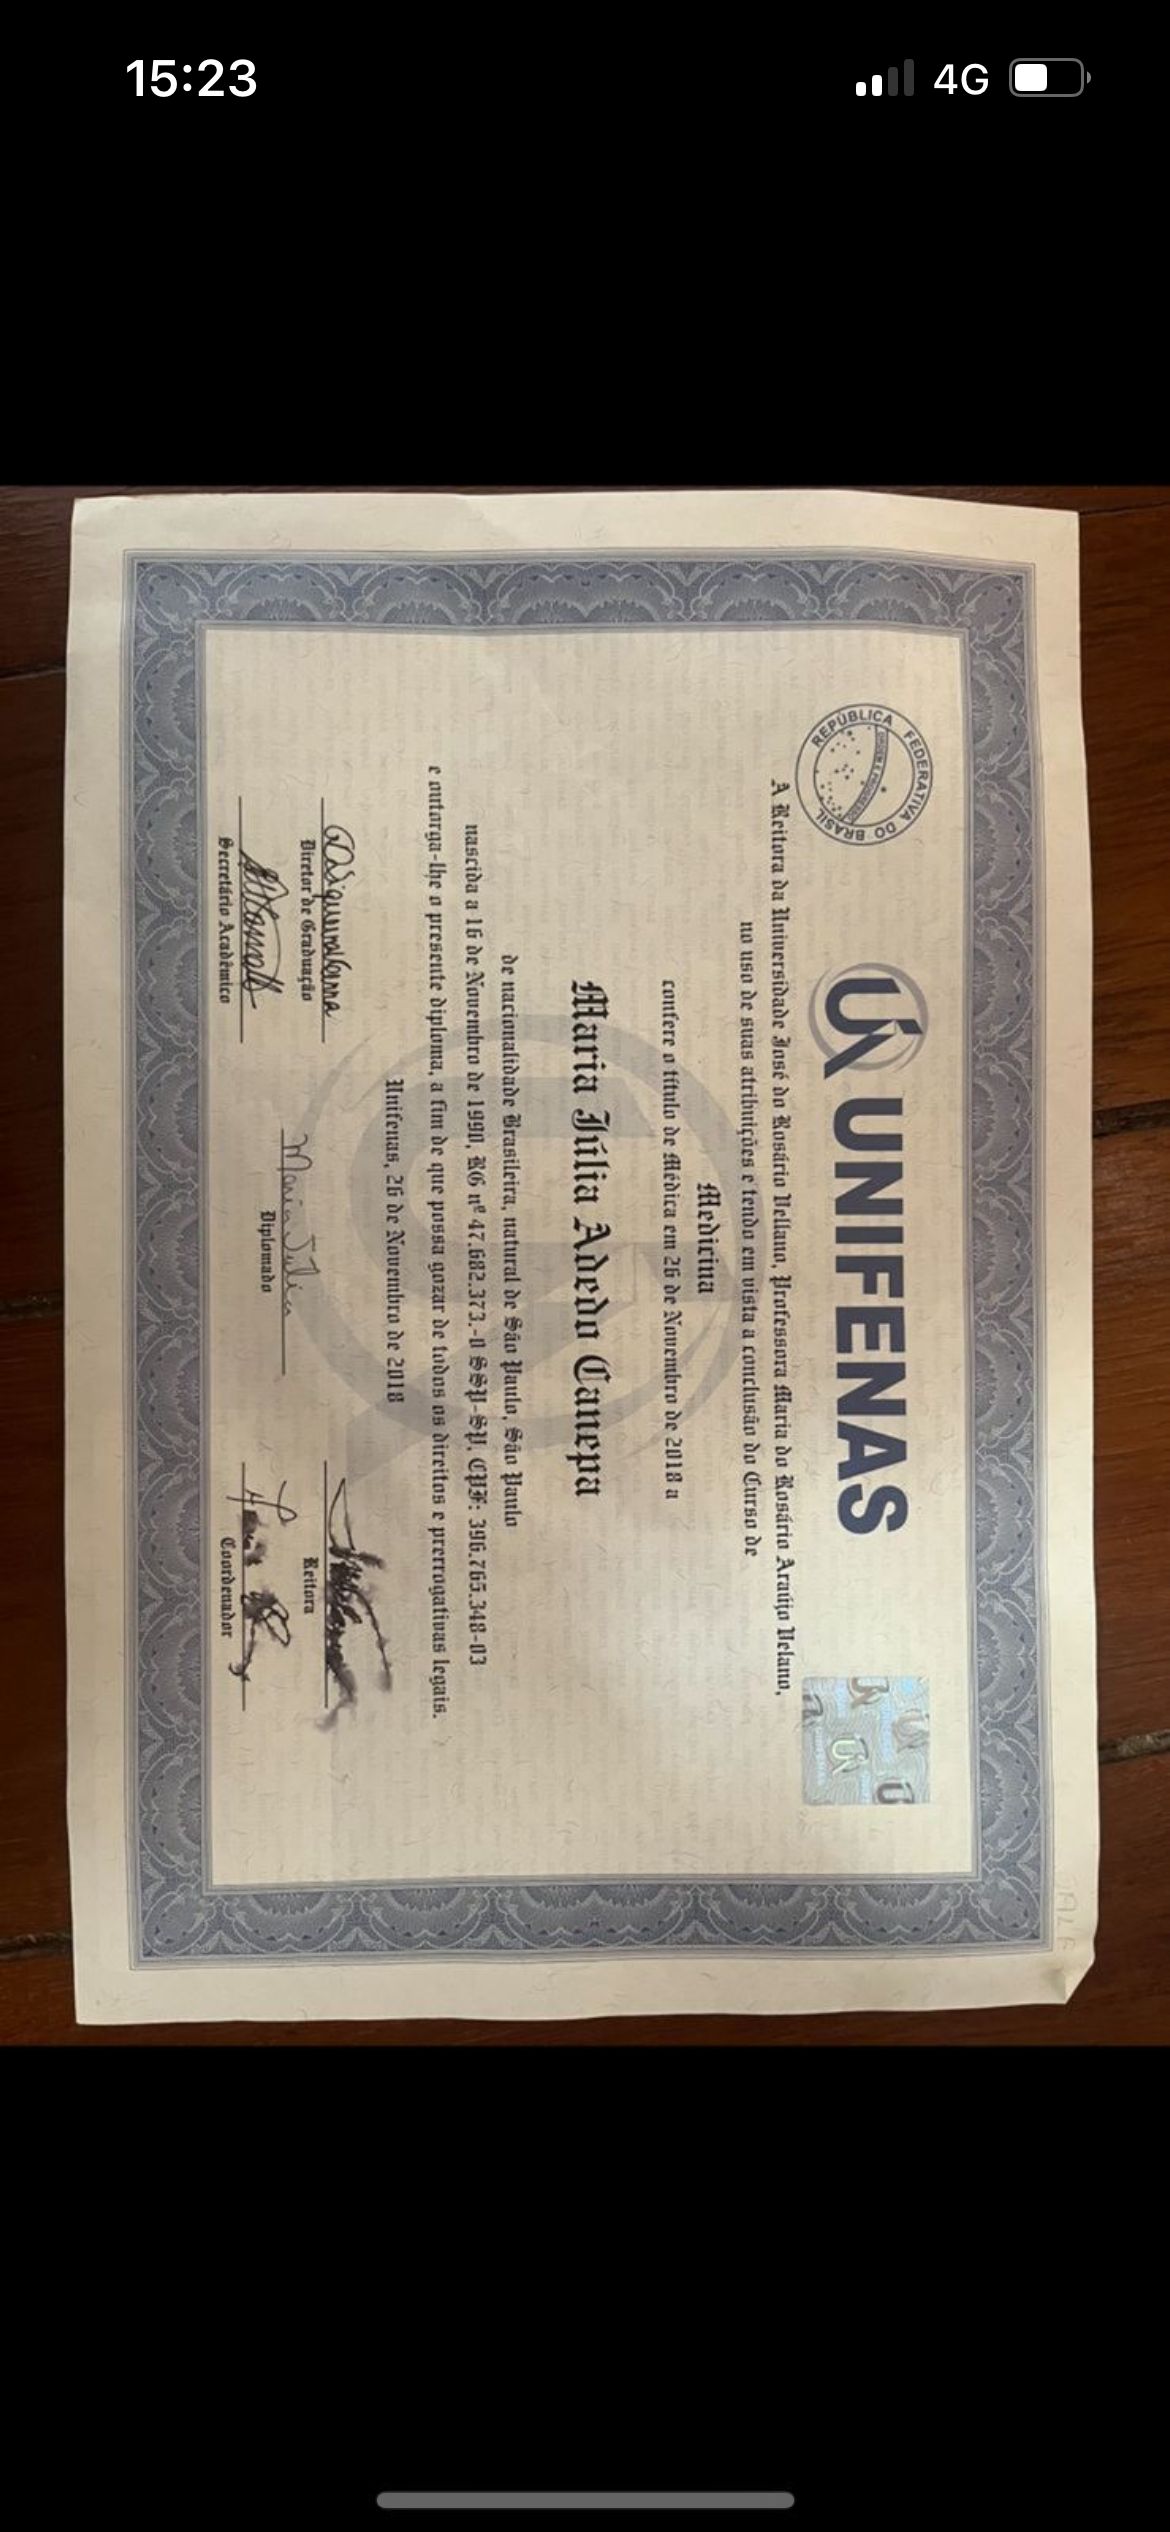 15:23
4G
REPÚBLICA FEDERATIVA DO BRASIL
UNIFENAS
A Reitora da Universidade José do Rosário Vellano, Professora Maria do Rosário Araújo Velano,
no uso de suas atribuições e tendo em vista a conclusão do Curso de
Medicina
confere o título de Médica em 26 de Novembro de 2018 a
Maria Júlia Adedo Canepa
de nacionalidade Brasileira, natural de São Paulo, São Paulo
nascida a 16 de Novembro de 1990, RG nº 47.682.373.-0 SSP-SP, CPF: 396.765.348-03
e outorga-lhe o presente diploma, a fim de que possa gozar de todos os direitos e prerrogativas legais.
Unifenas, 26 de Novembro de 2018
Diretor de Graduação
Reitora
Maria Júlia
Diplomado
Secretário Acadêmico
Coordenador